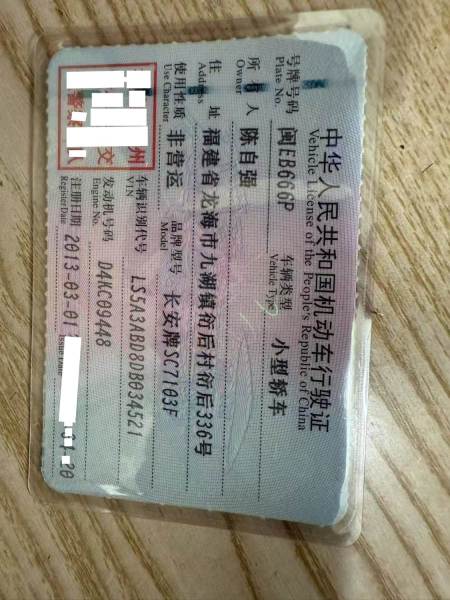 中华人民共和国机动车行驶证
Vehicle License of the People's Republic of China
号牌号码 闽EB666P 车辆类型 小型轿车
Plate No. Vehicle Type
所有人 陈自强
Owner
住址 福建省龙海市九湖镇衍后村衍后336号
Address
使用性质 非营运 品牌型号 长安牌SC7103F
Use Character Model
车辆识别代号 LS5A3ABD8DB034521
VIN
发动机号码 D4KC09448
Engine No.
注册日期 2013-03-01
Register Date Issue Date
州
交